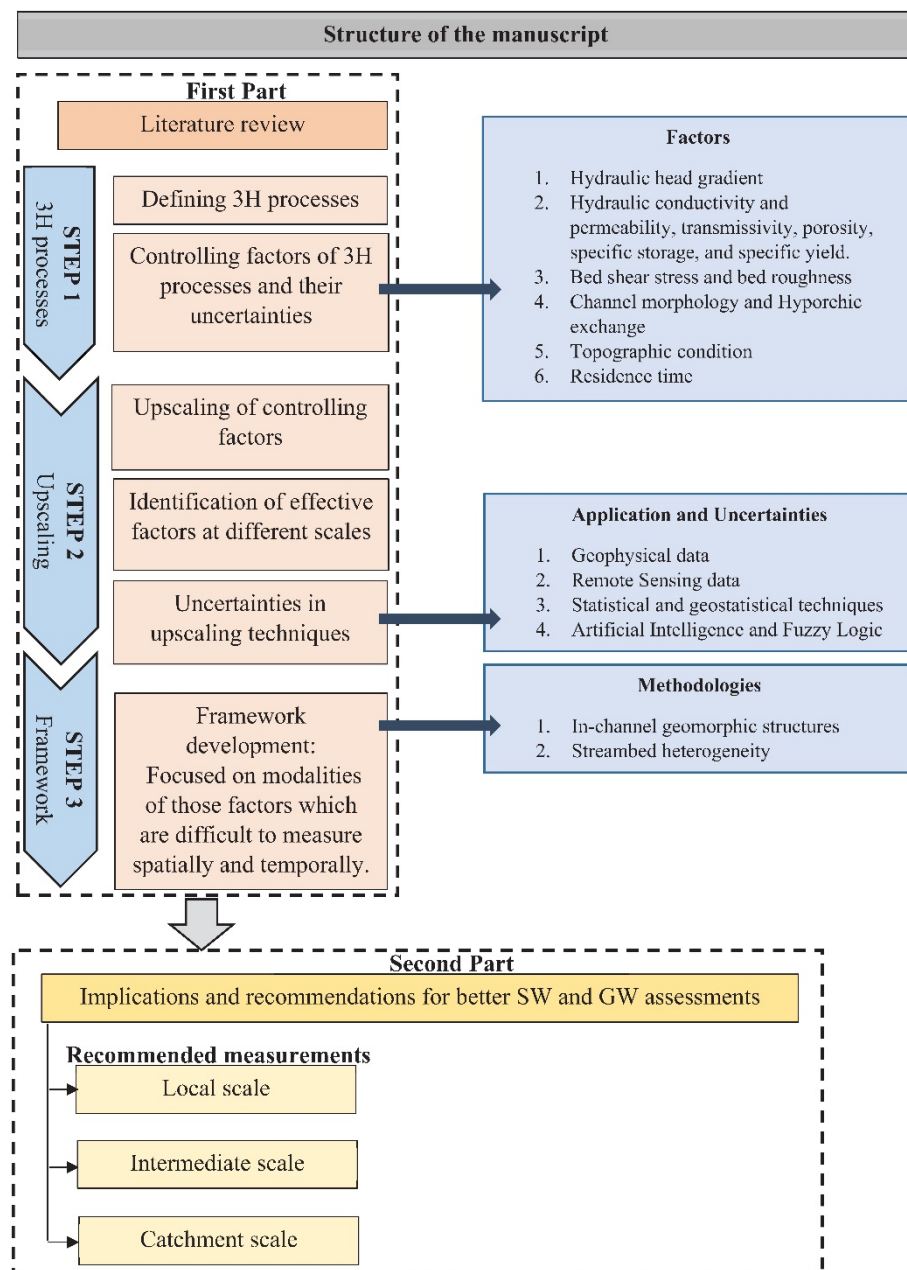 Structure of the manuscript
First Part
Literature review
STEP 1
3H processes
Defining 3H processes
Controlling factors of 3H
processes and their
uncertainties
Factors
1. Hydraulic head gradient
2. Hydraulic conductivity and
permeability, transmissivity, porosity,
specific storage, and specific yield.
3. Bed shear stress and bed roughness
4. Channel morphology and Hyporchic
exchange
5. Topographic condition
6. Residence time
STEP 2
Upscaling
Upscaling of controlling
factors
Identification of effective
factors at different scales
Uncertainties in
upscaling techniques
Application and Uncertainties
1. Geophysical data
2. Remote Sensing data
3. Statistical and geostatistical techniques
4. Artificial Intelligence and Fuzzy Logic
STEP 3
Framework
Framework
development:
Focused on modalities
of those factors which
are difficult to measure
spatially and temporally.
Methodologies
1. In-channel geomorphic structures
2. Streambed heterogeneity
Second Part
Implications and recommendations for better SW and GW assessments
Recommended measurements
Local scale
Intermediate scale
Catchment scale